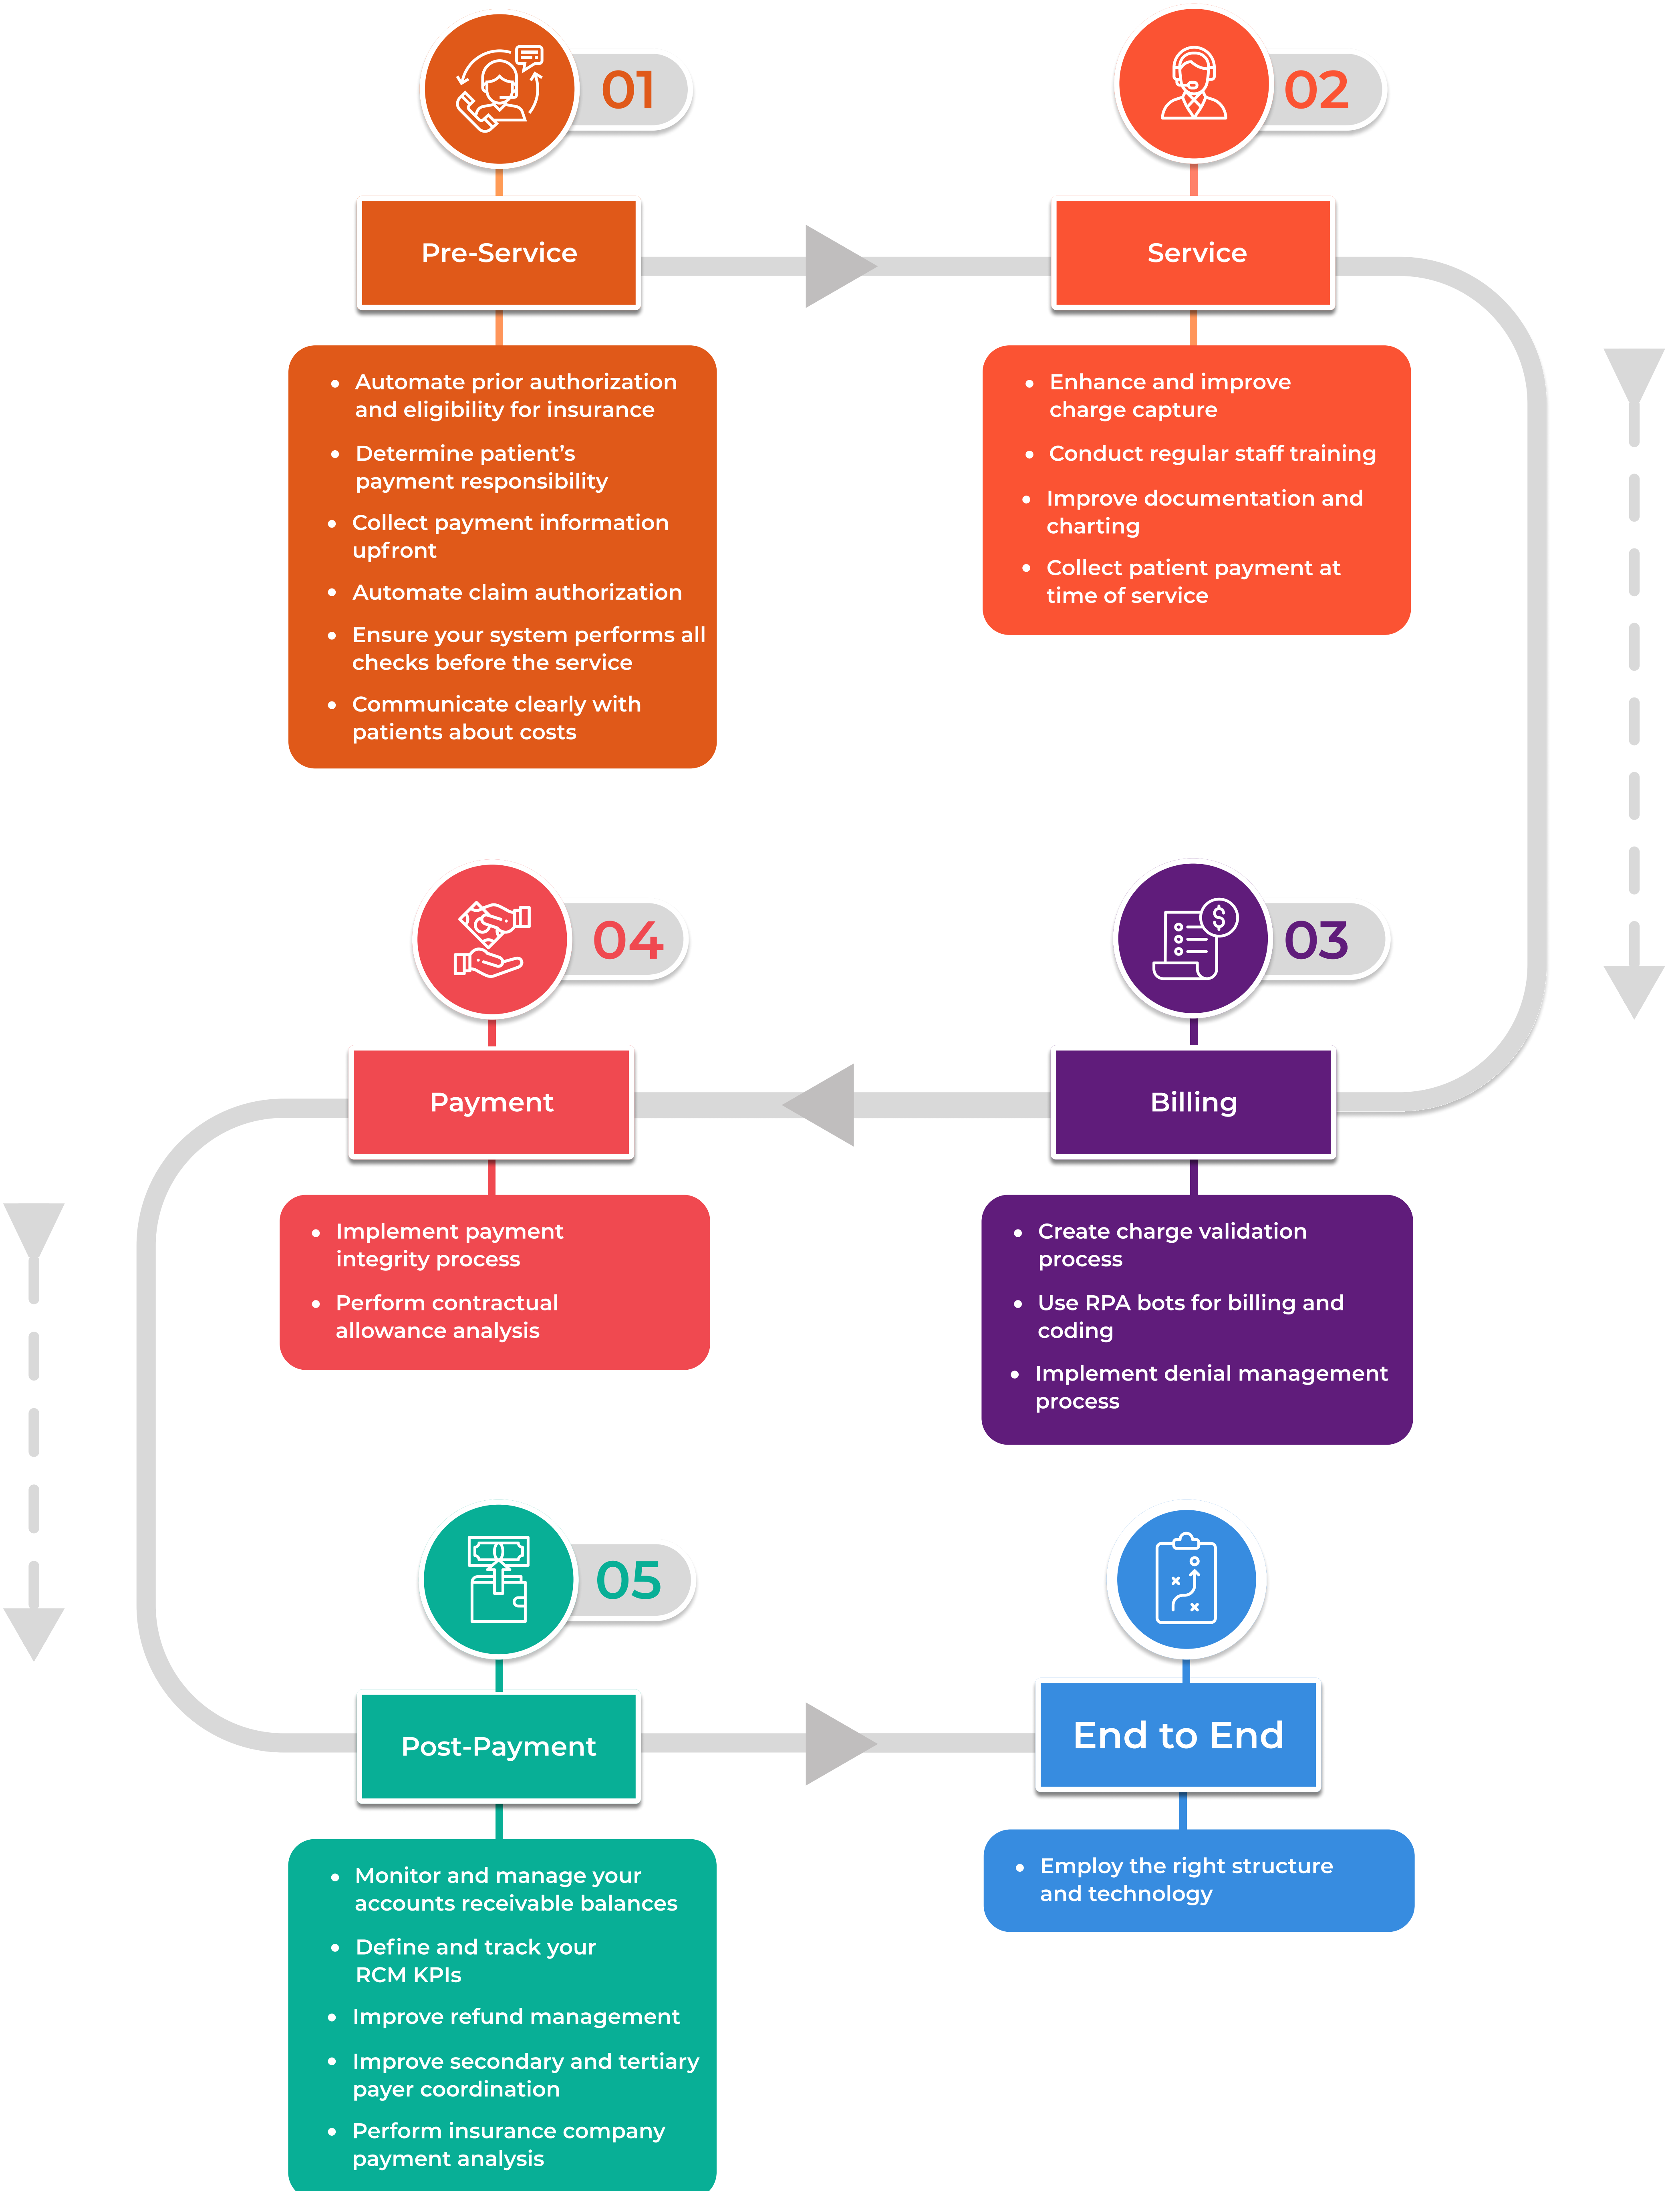 01
Pre-Service
• Automate prior authorization
and eligibility for insurance
• Determine patient’s
payment responsibility
• Collect payment information
upfront
• Automate claim authorization
• Ensure your system performs all
checks before the service
• Communicate clearly with
patients about costs
02
Service
• Enhance and improve
charge capture
• Conduct regular staff training
• Improve documentation and
charting
• Collect patient payment at
time of service
03
$
Billing
• Create charge validation
process
• Use RPA bots for billing and
coding
• Implement denial management
process
04
Payment
• Implement payment
integrity process
• Perform contractual
allowance analysis
05
Post-Payment
• Monitor and manage your
accounts receivable balances
• Define and track your
RCM KPIs
• Improve refund management
• Improve secondary and tertiary
payer coordination
• Perform insurance company
payment analysis
End to End
• Employ the right structure
and technology